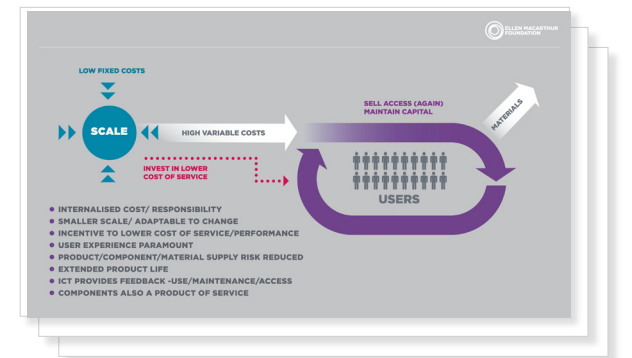 ELLEN MACARTHUR
FOUNDATION
LOW FIXED COSTS
SCALE
HIGH VARIABLE COSTS
SELL ACCESS (AGAIN)
MAINTAIN CAPITAL
MATERIALS
INVEST IN LOWER
COST OF SERVICE
USERS
• INTERNALISED COST/ RESPONSIBILITY
• SMALLER SCALE/ ADAPTABLE TO CHANGE
• INCENTIVE TO LOWER COST OF SERVICE/PERFORMANCE
• USER EXPERIENCE PARAMOUNT
• PRODUCT/COMPONENT/MATERIAL SUPPLY RISK REDUCED
• EXTENDED PRODUCT LIFE
• ICT PROVIDES FEEDBACK -USE/MAINTENANCE/ACCESS
• COMPONENTS ALSO A PRODUCT OF SERVICE